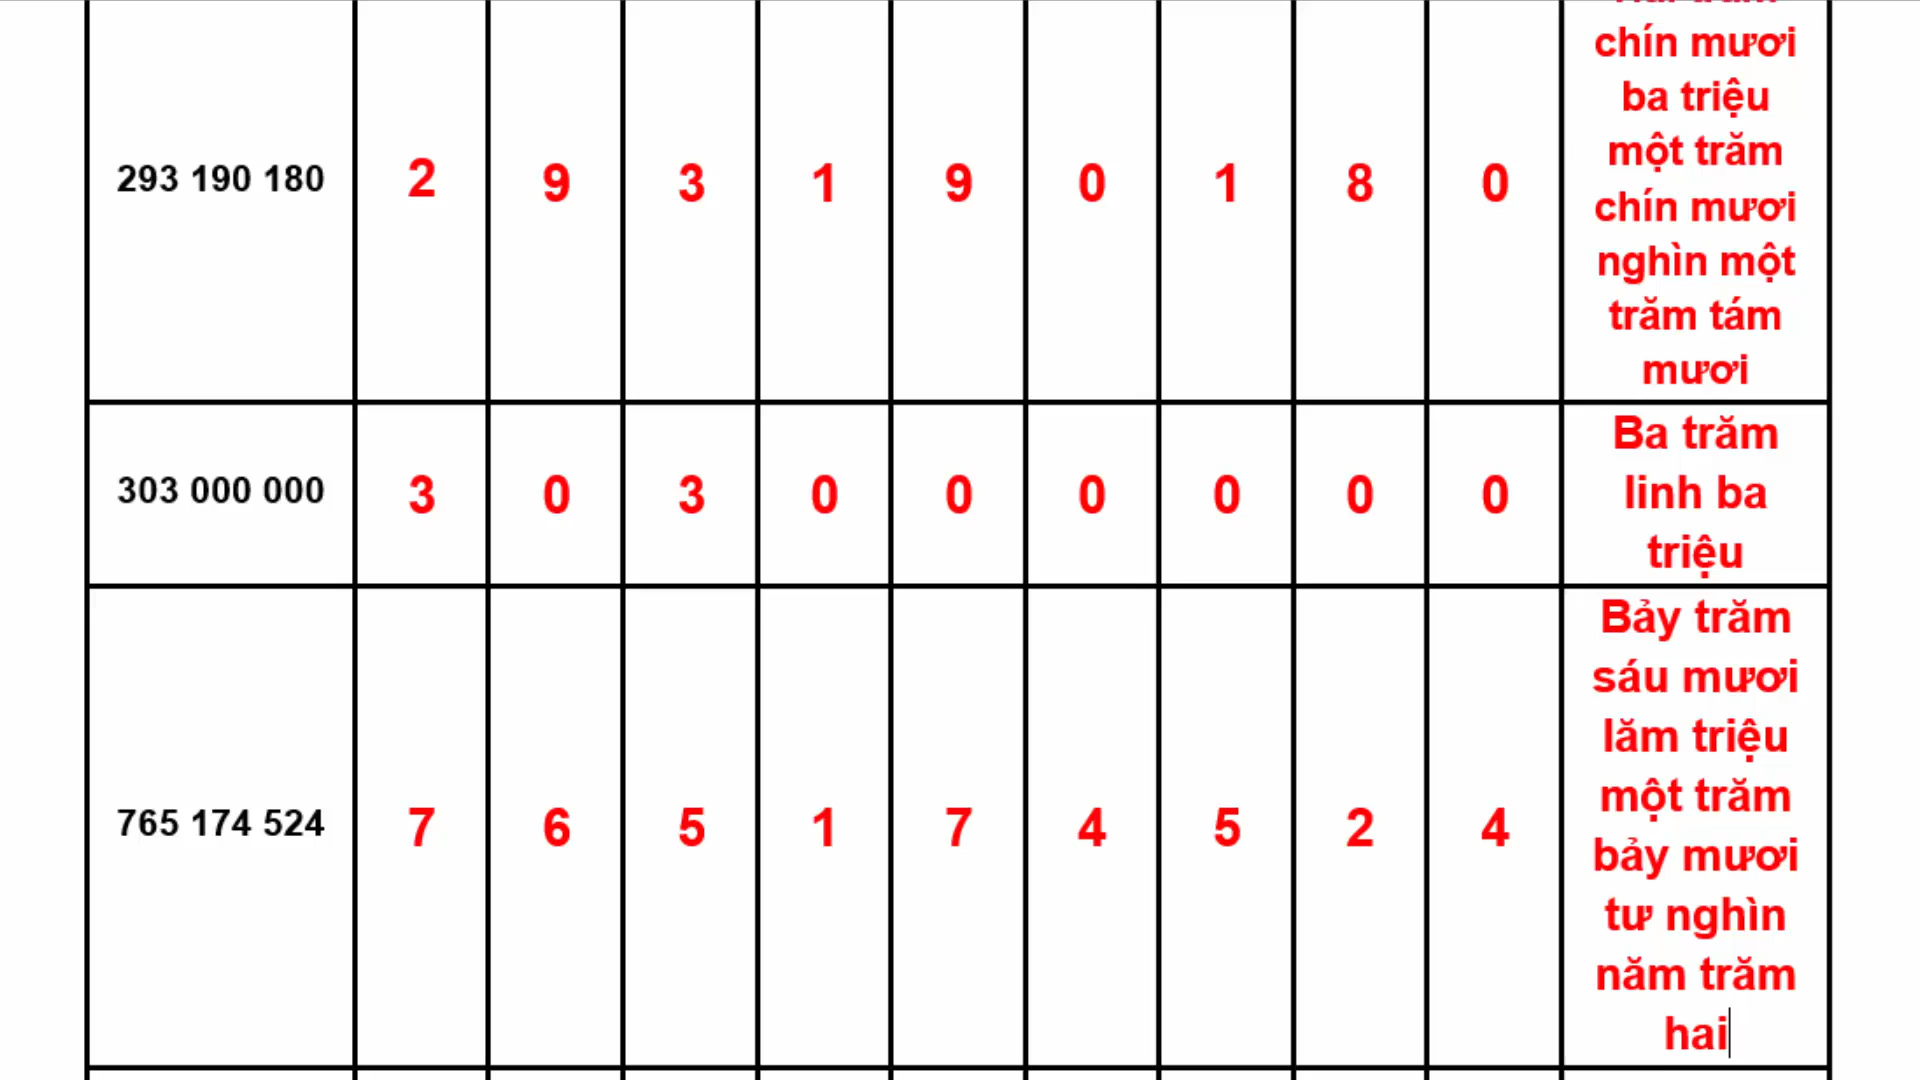 293 190 180 2 9 3 1 9 0 1 8 0
chín mươi
ba triệu
một trăm
chín mươi
nghìn một
trăm tám
mươi
303 000 000 3 0 3 0 0 0 0 0 0
Ba trăm
linh ba
triệu
765 174 524 7 6 5 1 7 4 5 2 4
Bảy trăm
sáu mươi
lăm triệu
một trăm
bảy mươi
tư nghìn
năm trăm
hai